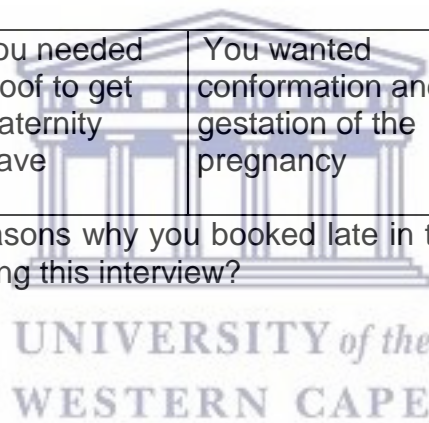 ou needed
oof to get
aternity
ave
You wanted
conformation and
gestation of the
pregnancy
asons why you booked late in t
ng this interview?
UNIVERSITY of the
WESTERN CAPE